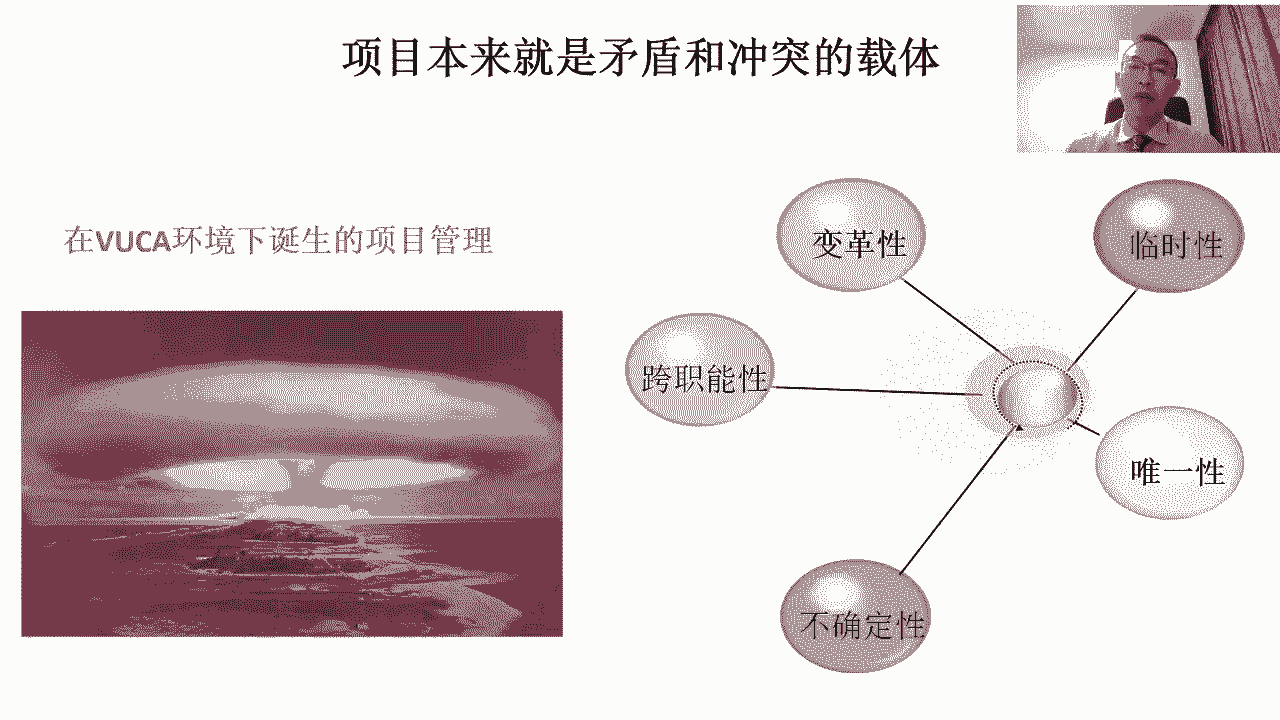 项目本来就是矛盾和冲突的载体
在VUCA环境下诞生的项目管理
变革性
临时性
跨职能性
唯一性
不确定性